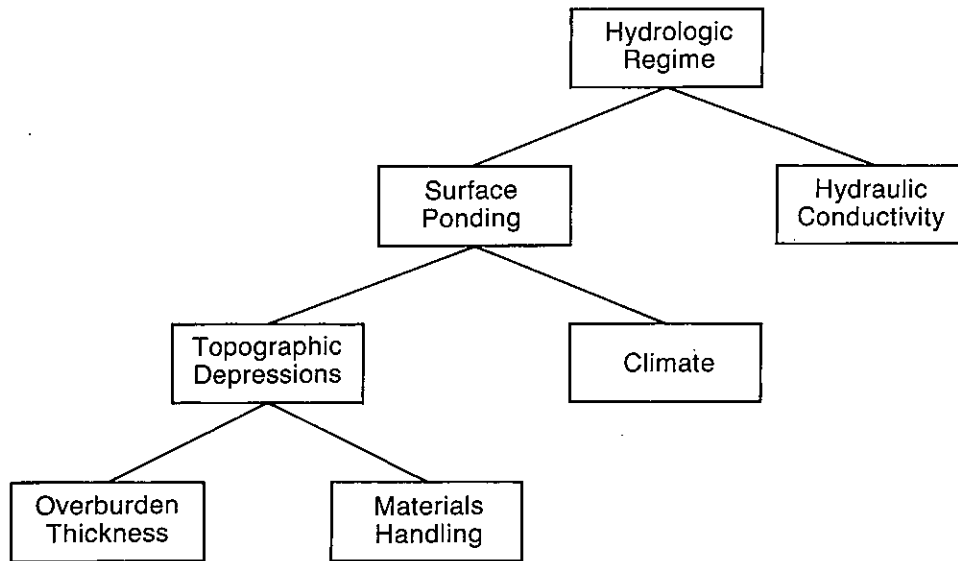 Hydrologic
Regime
Surface
Ponding
Hydraulic
Conductivity
Topographic
Depressions
Climate
Overburden
Thickness
Materials
Handling